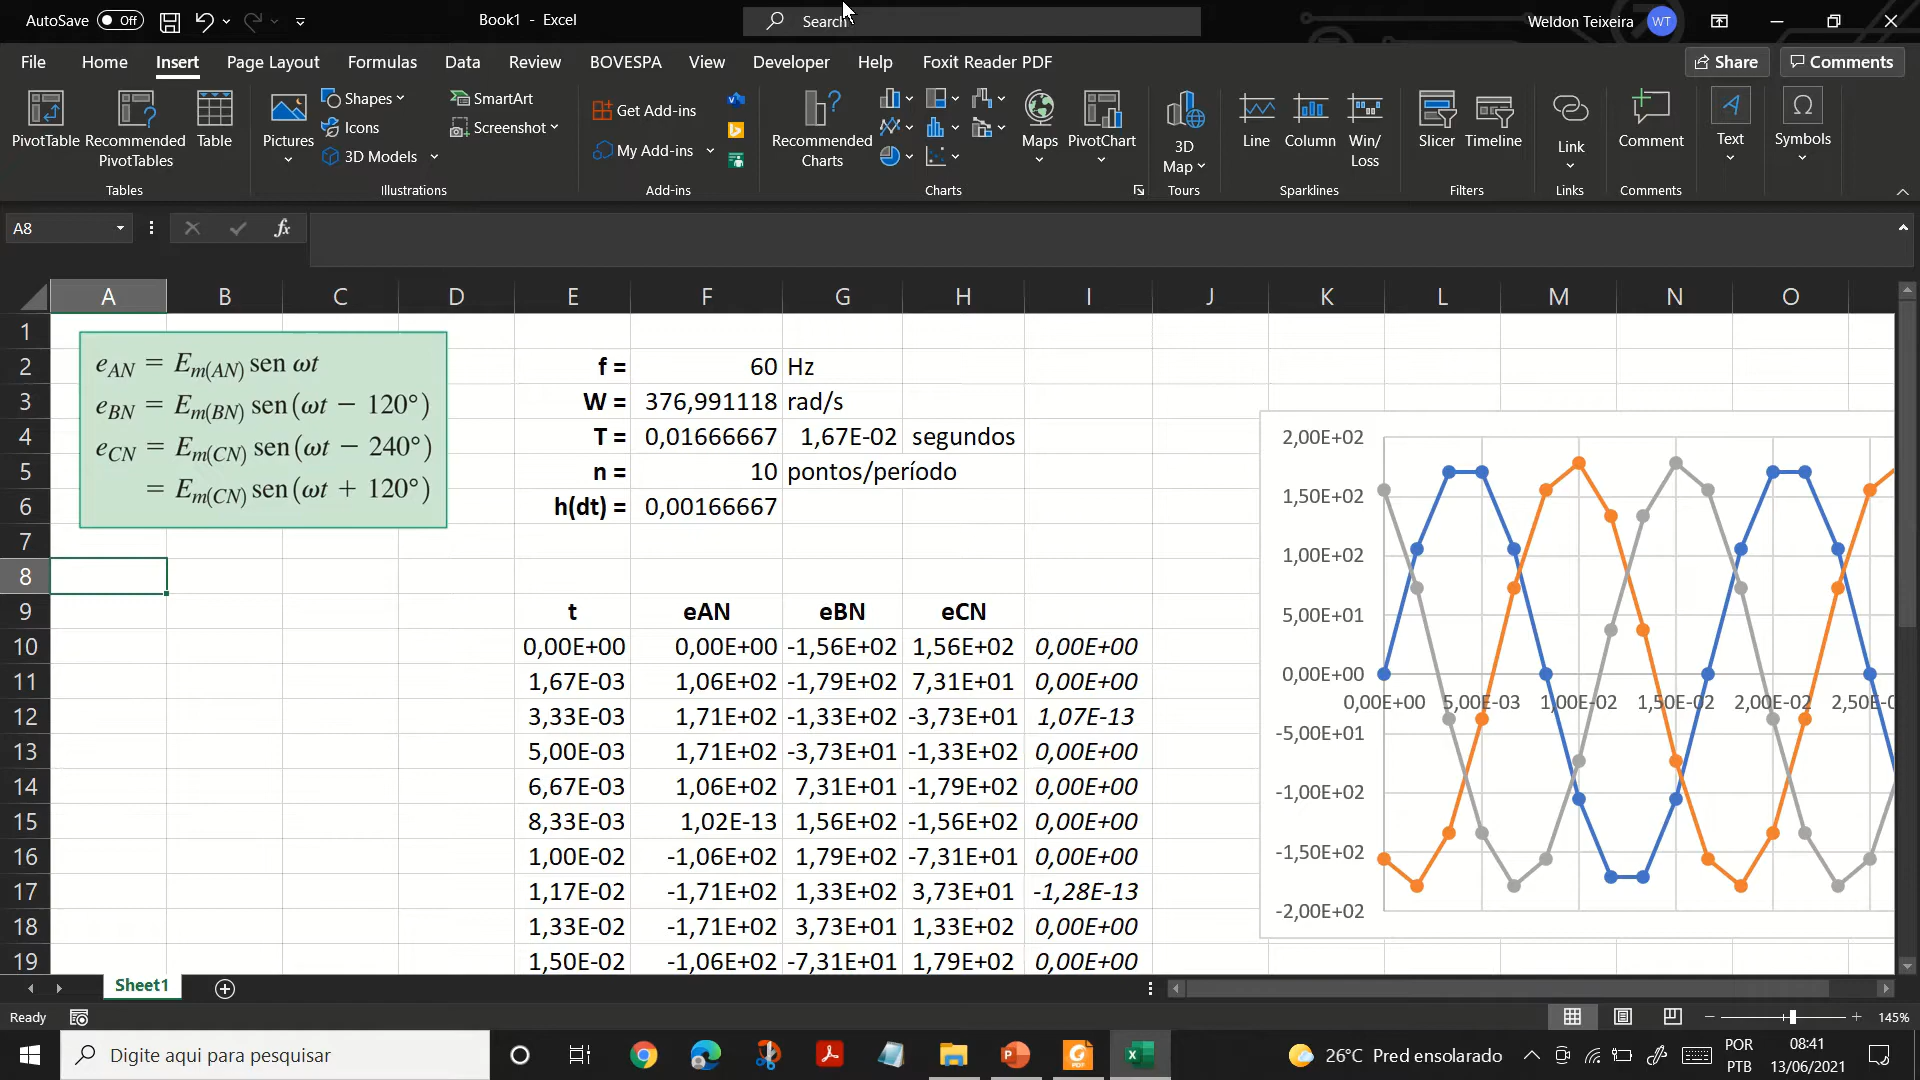 AutoSave Off
Book1 - Excel
Search
Weldon Teixeira WT
File Home Insert Page Layout Formulas Data Review BOVESPA View Developer Help Foxit Reader PDF
Share Comments
PivotTable
Recommended PivotTables
Table
Tables
Pictures
Shapes
Icons
3D Models
SmartArt
Screenshot
Illustrations
Get Add-ins
My Add-ins
Add-ins
Recommended Charts
Maps
PivotChart
Charts
3D Map
Tours
Line
Column
Win/ Loss
Sparklines
Slicer
Timeline
Filters
Link
Links
Comment
Comments
Text
Symbols
A8
fx
A B C D E F G H I J K L M N O
1
2 f = 60 Hz
3 W = 376,991118 rad/s
4 T = 0,01666667 1,67E-02 segundos
5 n = 10 pontos/período
6 h(dt) = 0,00166667
7
8
9 t eAN eBN eCN
10 0,00E+00 0,00E+00 -1,56E+02 1,56E+02 0,00E+00
11 1,67E-03 1,06E+02 -1,79E+02 7,31E+01 0,00E+00
12 3,33E-03 1,71E+02 -1,33E+02 -3,73E+01 1,07E-13
13 5,00E-03 1,71E+02 -3,73E+01 -1,33E+02 0,00E+00
14 6,67E-03 1,06E+02 7,31E+01 -1,79E+02 0,00E+00
15 8,33E-03 1,02E-13 1,56E+02 -1,56E+02 0,00E+00
16 1,00E-02 -1,06E+02 1,79E+02 -7,31E+01 0,00E+00
17 1,17E-02 -1,71E+02 1,33E+02 3,73E+01 -1,28E-13
18 1,33E-02 -1,71E+02 3,73E+01 1,33E+02 0,00E+00
19 1,50E-02 -1,06E+02 -7,31E+01 1,79E+02 0,00E+00
eAN = Em(AN) sen ωt
eBN = Em(BN) sen (ωt − 120°)
eCN = Em(CN) sen (ωt − 240°)
= Em(CN) sen (ωt + 120°)
2,00E+02
1,50E+02
1,00E+02
5,00E+01
0,00E+00
0,00E+00 5,00E-03 1,00E-02 1,50E-02 2,00E-02 2,50E-0
-5,00E+01
-1,00E+02
-1,50E+02
-2,00E+02
Sheet1
Ready
145%
Digite aqui para pesquisar
26°C Pred ensolarado
POR
PTB
08:41
13/06/2021